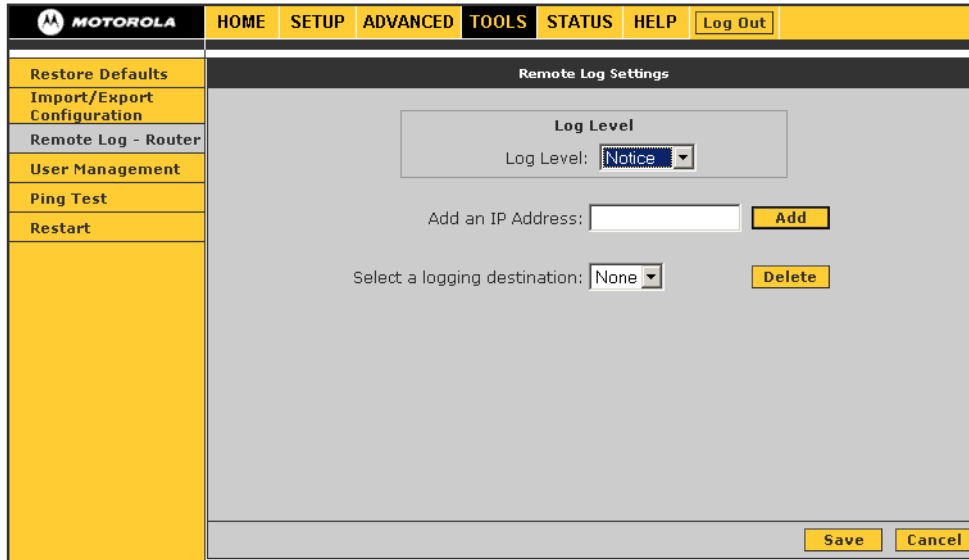 MOTOROLA HOME SETUP ADVANCED TOOLS STATUS HELP Log Out
Restore Defaults
Import/Export
Configuration
Remote Log - Router
User Management
Ping Test
Restart
Remote Log Settings
Log Level
Log Level: Notice
Add an IP Address: Add
Select a logging destination: None Delete
Save Cancel